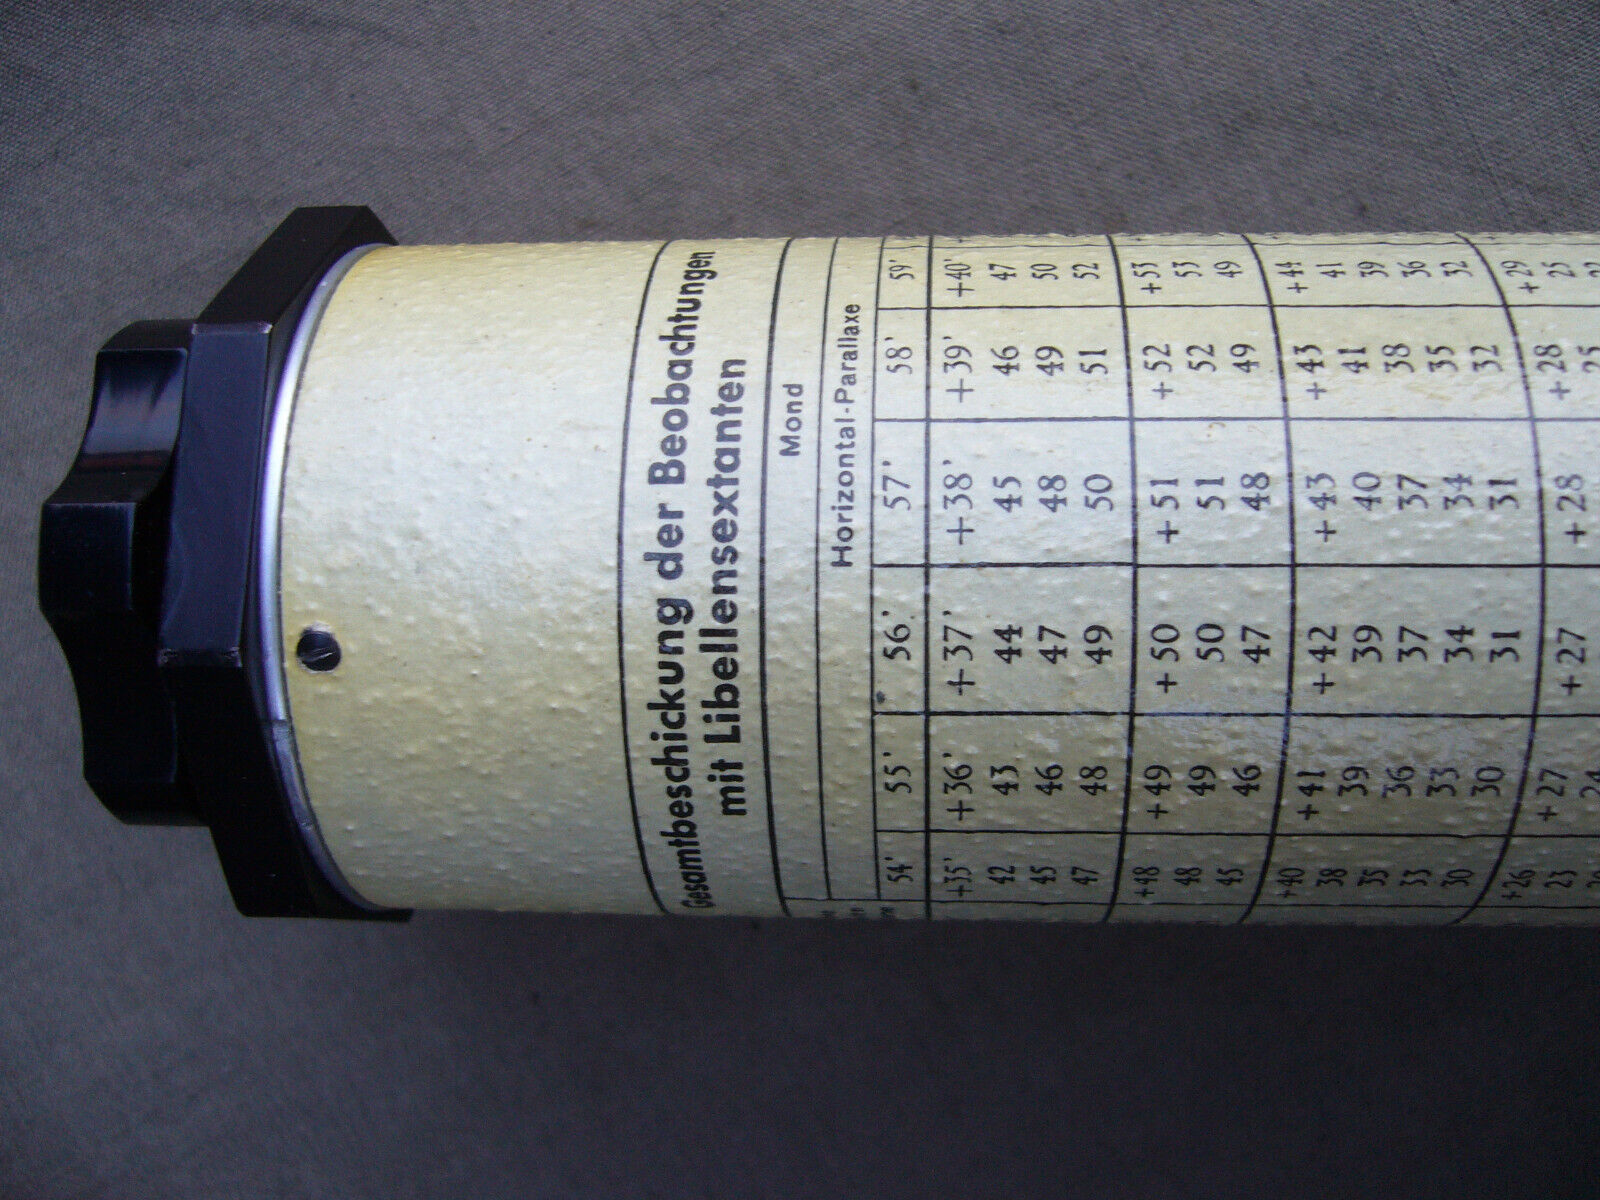 Gesamtbeschickung der Beobachtungen
mit Libellensextanten
Mond
Horizontal-Parallaxe
54' 55' 56' 57' 58' 59'
+35' +36' +37' +38' +39' +40'
42 43 44 45 46 47
45 46 47 48 49 50
47 48 49 50 51 52
+48 +49 +50 +51 +52 +53
48 49 50 51 52 53
45 46 47 48 49 49
+40 +41 +42 +43 +43 +44
38 39 39 40 41 41
35 36 37 37 38 39
33 33 34 34 35 36
30 30 31 31 32 32
+26 +27 +27 +28 +28 +29
23 24 25 25